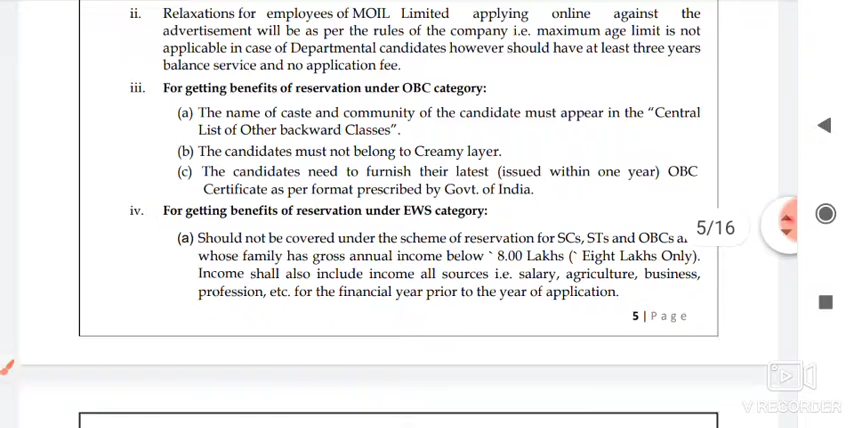 ii. Relaxations for employees of MOIL Limited applying online against the
advertisement will be as per the rules of the company i.e. maximum age limit is not
applicable in case of Departmental candidates however should have at least three years
balance service and no application fee.
iii. For getting benefits of reservation under OBC category:
(a) The name of caste and community of the candidate must appear in the “Central
List of Other backward Classes”.
(b) The candidates must not belong to Creamy layer.
(c) The candidates need to furnish their latest (issued within one year) OBC
Certificate as per format prescribed by Govt. of India.
iv. For getting benefits of reservation under EWS category:
(a) Should not be covered under the scheme of reservation for SCs, STs and OBCs
whose family has gross annual income below ` 8.00 Lakhs (` Eight Lakhs Only).
Income shall also include income all sources i.e. salary, agriculture, business,
profession, etc. for the financial year prior to the year of application.
5 | P a g e
5/16
V RECORDER